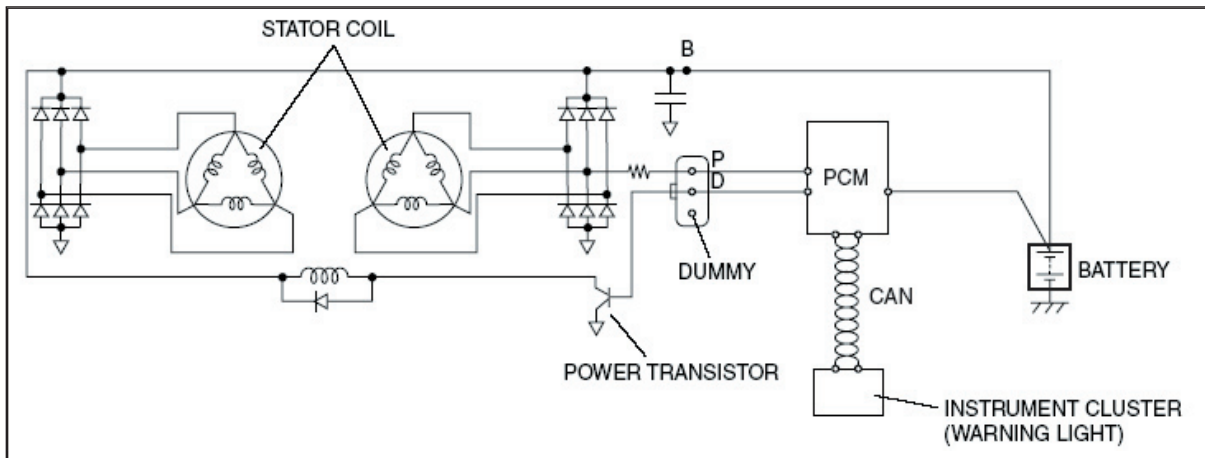 STATOR COIL
B
P
D
PCM
DUMMY
BATTERY
CAN
POWER TRANSISTOR
INSTRUMENT CLUSTER
(WARNING LIGHT)